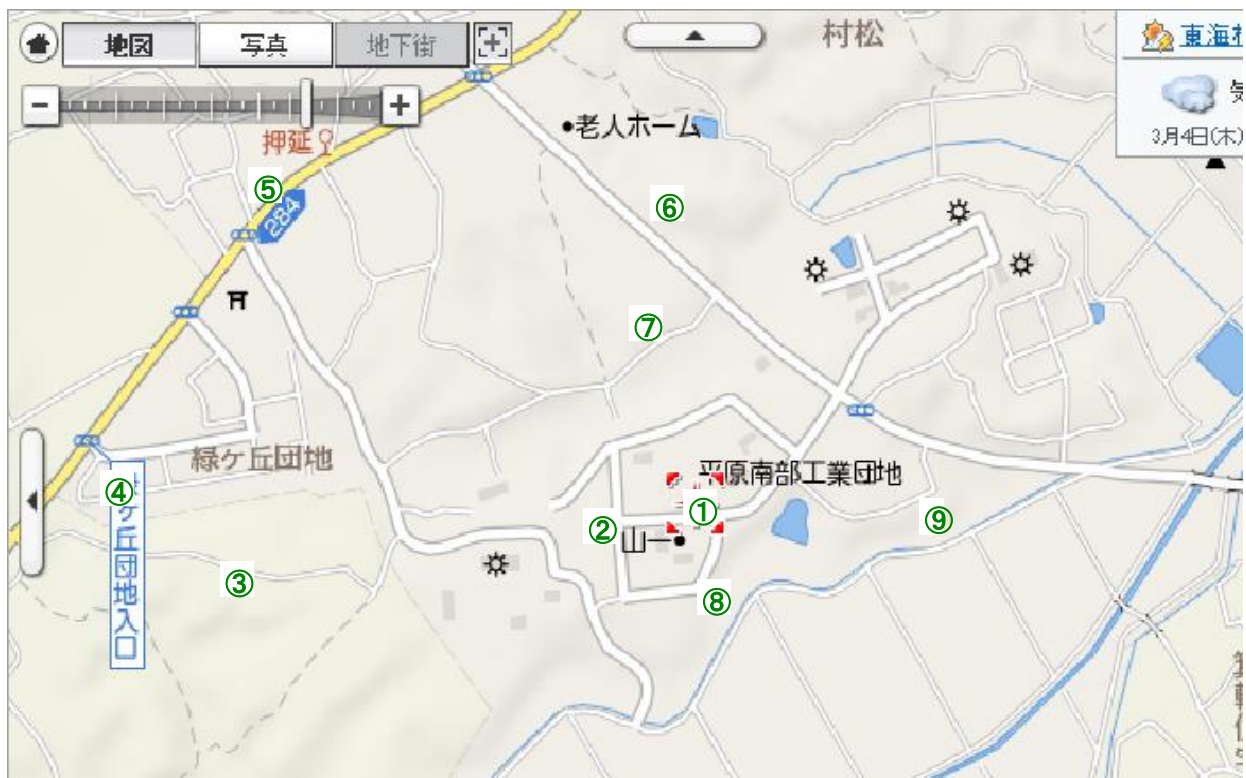 地図
写真
地下街
村松
東海村
3月4日(木)
押延
老人ホーム
⑤
284
⑥
⑦
緑ケ丘団地
平原南部工業団地
④
ケ丘団地入口
①
②
山一
⑨
③
⑧